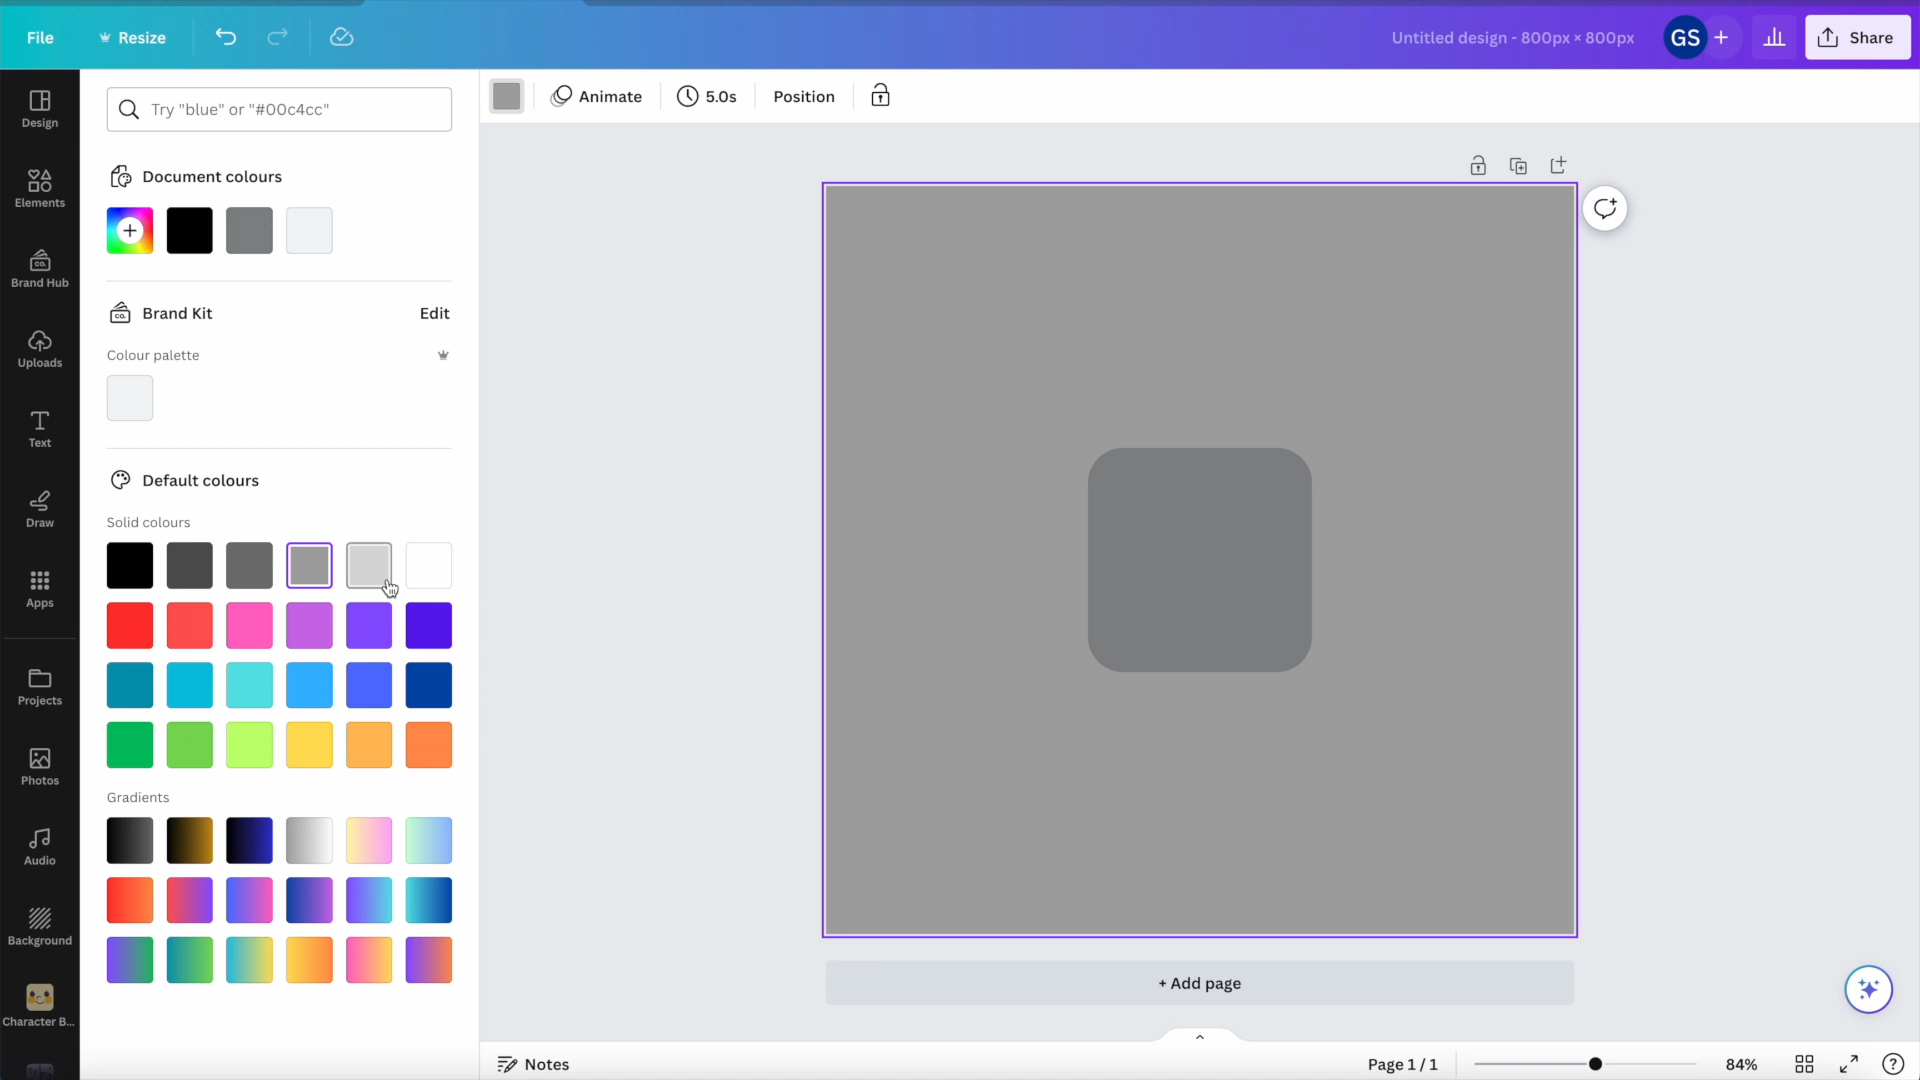 File
Resize
Untitled design - 800px × 800px
GS
Share
Design
Elements
Brand Hub
Uploads
Text
Draw
Apps
Projects
Photos
Audio
Background
Character B...
Try "blue" or "#00c4cc"
Document colours
CO.
Brand Kit
Edit
Colour palette
Default colours
Solid colours
Gradients
Animate
5.0s
Position
+ Add page
Notes
Page 1 / 1
84%